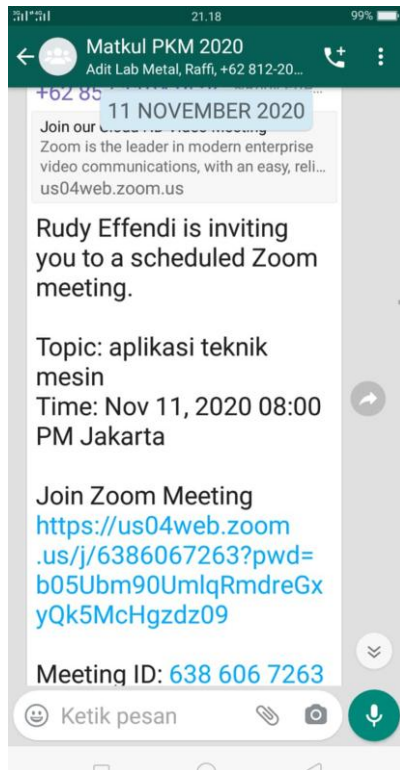 21.18
99%
Matkul PKM 2020
Adit Lab Metal, Raffi, +62 812-20...
+62 85
11 NOVEMBER 2020
Join our Cloud HD Video Meeting
Zoom is the leader in modern enterprise
video communications, with an easy, reli...
us04web.zoom.us
Rudy Effendi is inviting
you to a scheduled Zoom
meeting.
Topic: aplikasi teknik
mesin
Time: Nov 11, 2020 08:00
PM Jakarta
Join Zoom Meeting
https://us04web.zoom
.us/j/6386067263?pwd=
b05Ubm90UmlqRmdreGx
yQk5McHgzdz09
Meeting ID: 638 606 7263
Ketik pesan